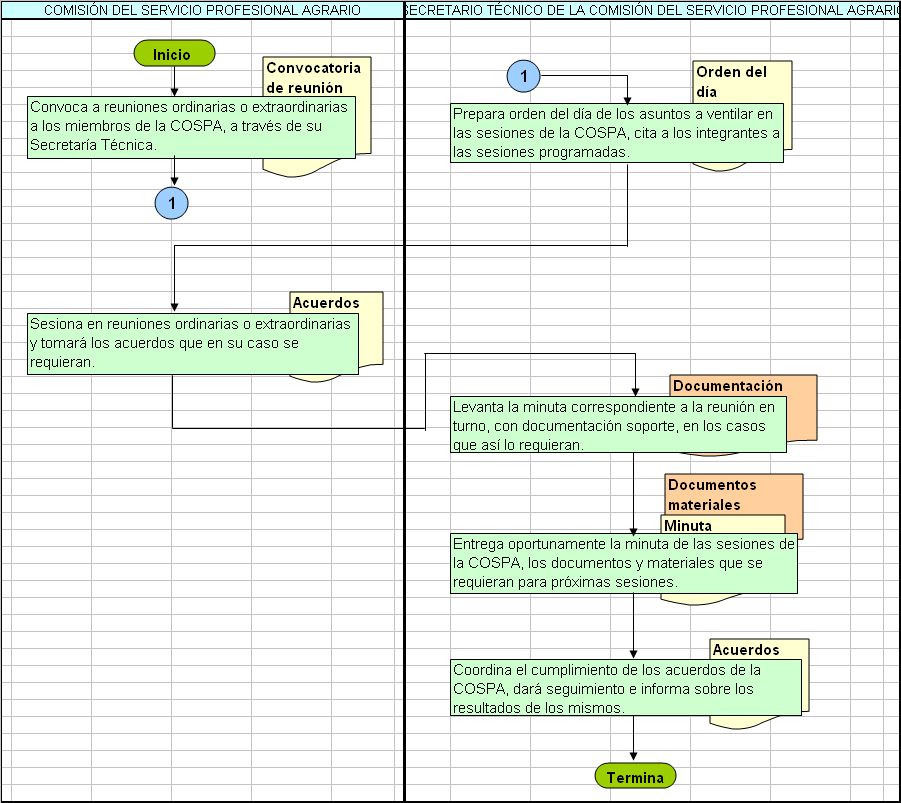 COMISIÓN DEL SERVICIO PROFESIONAL AGRARIO
SECRETARIO TÉCNICO DE LA COMISIÓN DEL SERVICIO PROFESIONAL AGRARIO
Inicio
Convocatoria
de reunión
Convoca a reuniones ordinarias o extraordinarias
a los miembros de la COSPA, a través de su
Secretaría Técnica.
1
1
Orden del
día
Prepara orden del día de los asuntos a ventilar en
las sesiones de la COSPA, cita a los integrantes a
las sesiones programadas.
Acuerdos
Sesiona en reuniones ordinarias o extraordinarias
y tomará los acuerdos que en su caso se
requieran.
Documentación
Levanta la minuta correspondiente a la reunión en
turno, con documentación soporte, en los casos
que así lo requieran.
Documentos
materiales
Minuta
Entrega oportunamente la minuta de las sesiones de
la COSPA, los documentos y materiales que se
requieran para próximas sesiones.
Acuerdos
Coordina el cumplimiento de los acuerdos de la
COSPA, dará seguimiento e informa sobre los
resultados de los mismos.
Termina